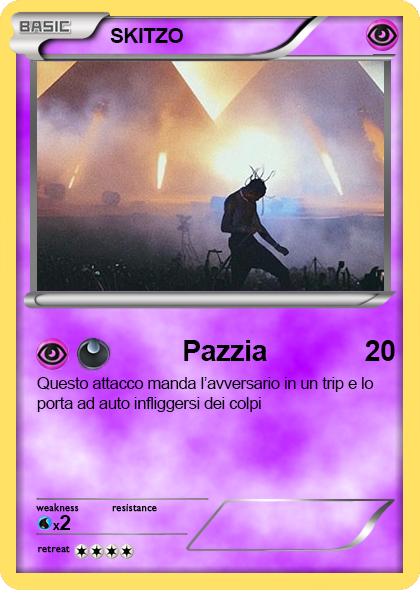 BASIC SKITZO
Pazzia 20
Questo attacco manda l'avversario in un trip e lo
porta ad auto infliggersi dei colpi
weakness resistance
x2
retreat